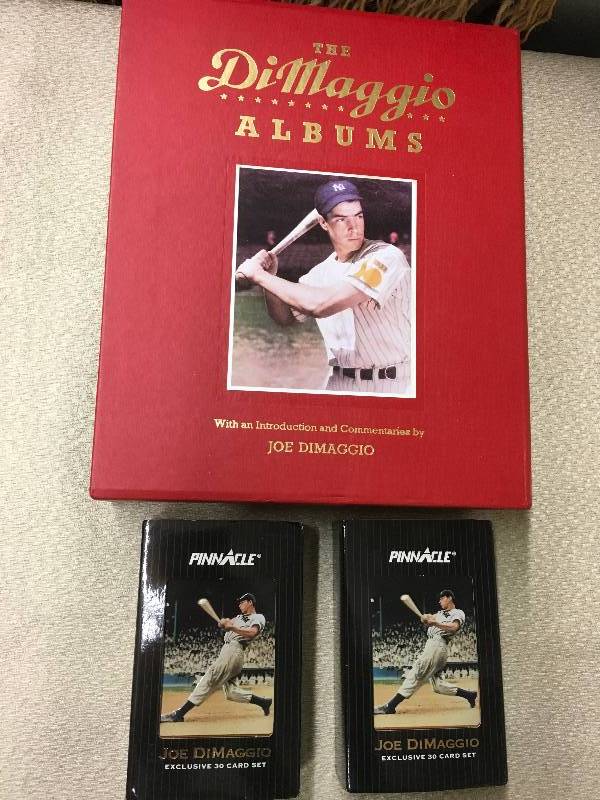 THE
DiMaggio
ALBUMS
NY
With an Introduction and Commentaries by
JOE DIMAGGIO
PINNACLE®
JOE DIMAGGIO
EXCLUSIVE 30 CARD SET
PINNACLE®
JOE DIMAGGIO
EXCLUSIVE 30 CARD SET